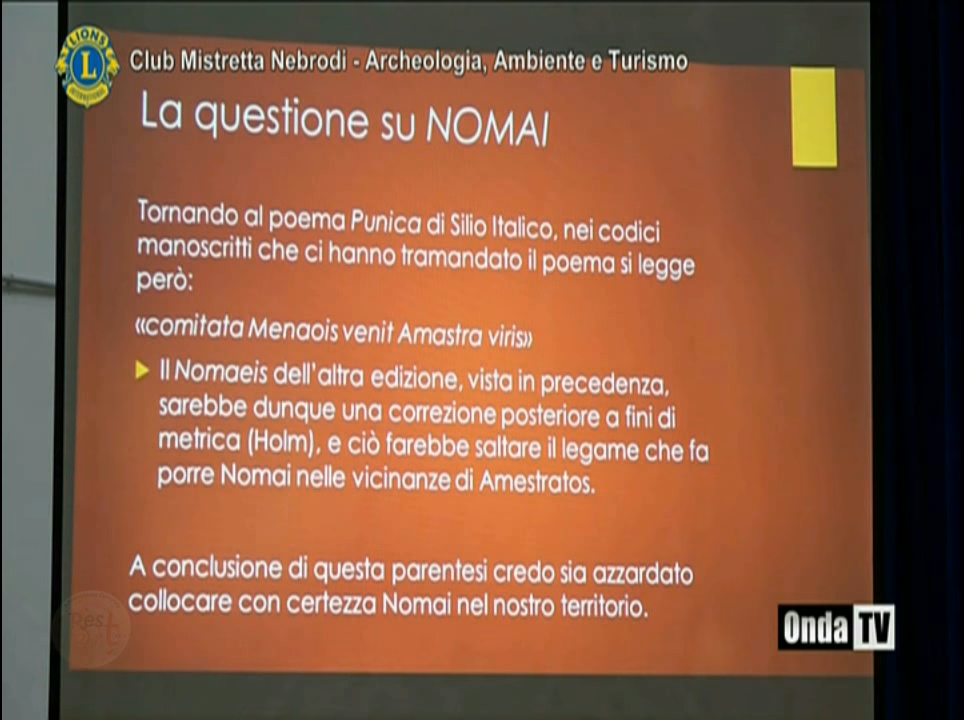 LIONS
L
INTERNATIONAL
Club Mistretta Nebrodi - Archeologia, Ambiente e Turismo
La questione su NOMAI
Tornando al poema Punica di Silio Italico, nei codici
manoscritti che ci hanno tramandato il poema si legge
però:
«comitata Menaois venit Amastra viris»
Il Nomaeis dell'altra edizione, vista in precedenza,
sarebbe dunque una correzione posteriore a fini di
metrica (Holm), e ciò farebbe saltare il legame che fa
porre Nomai nelle vicinanze di Amestratos.
A conclusione di questa parentesi credo sia azzardato
collocare con certezza Nomai nel nostro territorio.
Onda TV